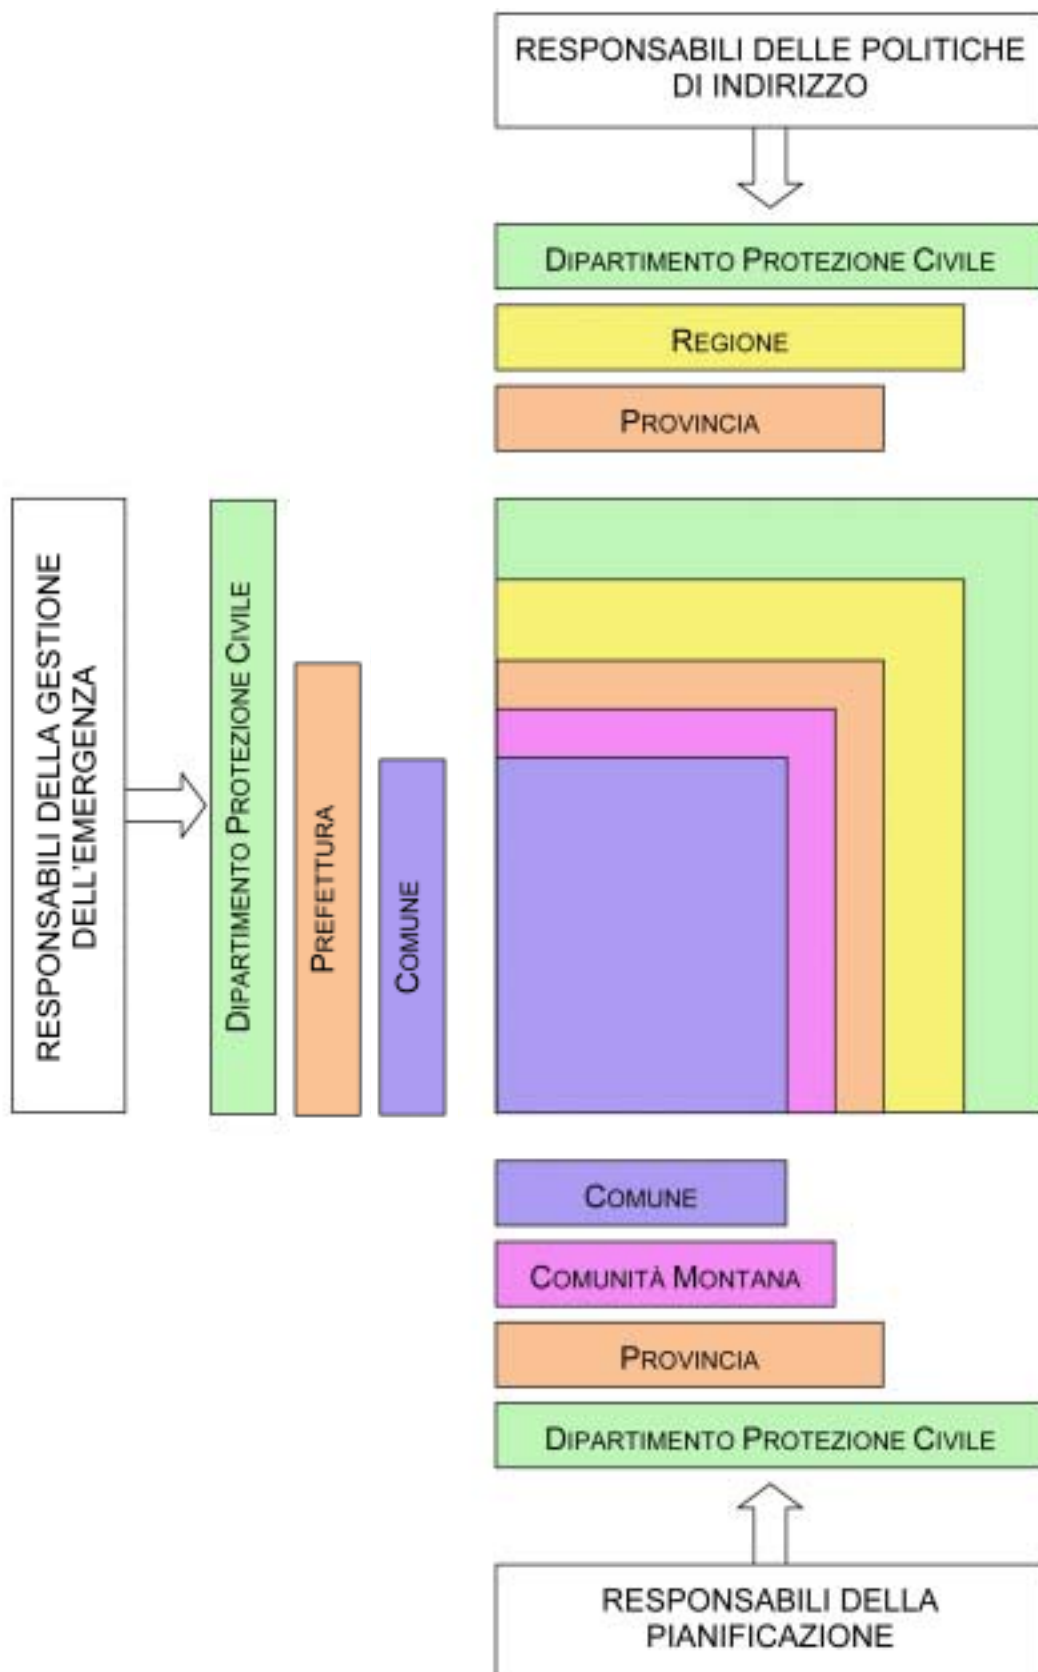 RESPONSABILI DELLE POLITICHE
DI INDIRIZZO
DIPARTIMENTO PROTEZIONE CIVILE
REGIONE
PROVINCIA
RESPONSABILI DELLA GESTIONE
DELL'EMERGENZA
DIPARTIMENTO PROTEZIONE CIVILE
PREFETTURA
COMUNE
COMUNE
COMUNITÀ MONTANA
PROVINCIA
DIPARTIMENTO PROTEZIONE CIVILE
RESPONSABILI DELLA
PIANIFICAZIONE